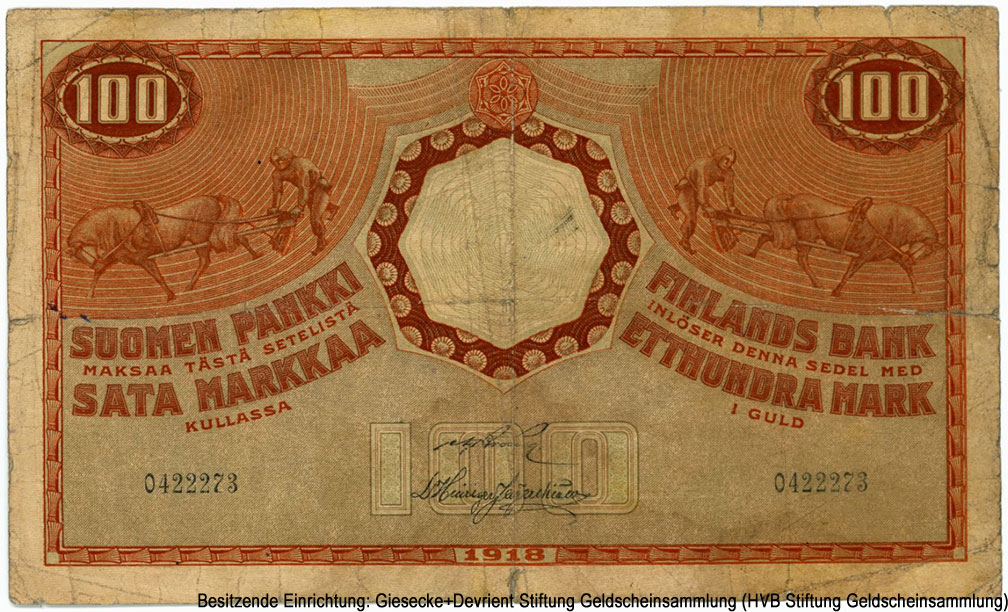 100 100
SUOMEN PANKKI
MAKSAA TÄSTÄ SETELISTÄ
SATA MARKKAA
KULLASSA
FINLANDS BANK
INLÖSER DENNA SEDEL MED
ETTHUNDRA MARK
I GULD
100
0422273 0422273
1918
Besitzende Einrichtung: Giesecke+Devrient Stiftung Geldscheinsammlung (HVB Stiftung Geldscheinsammlung)